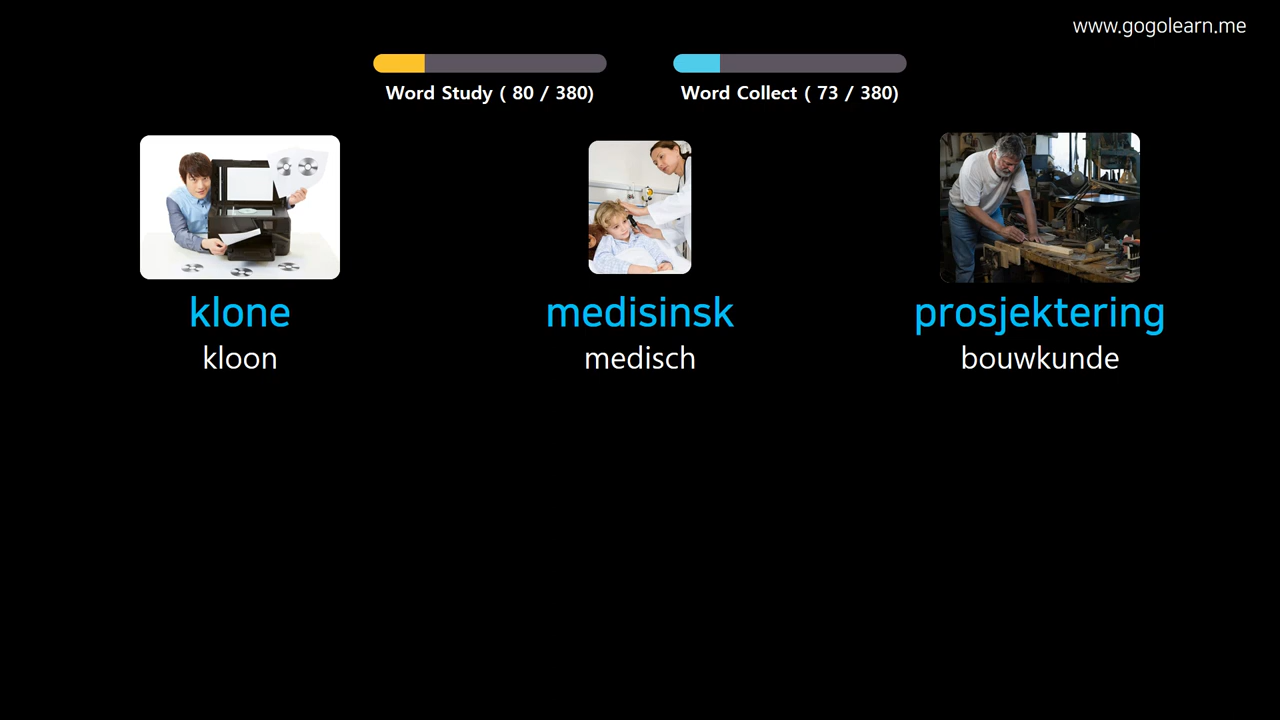 www.gogolearn.me
Word Study ( 80 / 380)
Word Collect ( 73 / 380)
klone
medisinsk
prosjektering
kloon
medisch
bouwkunde